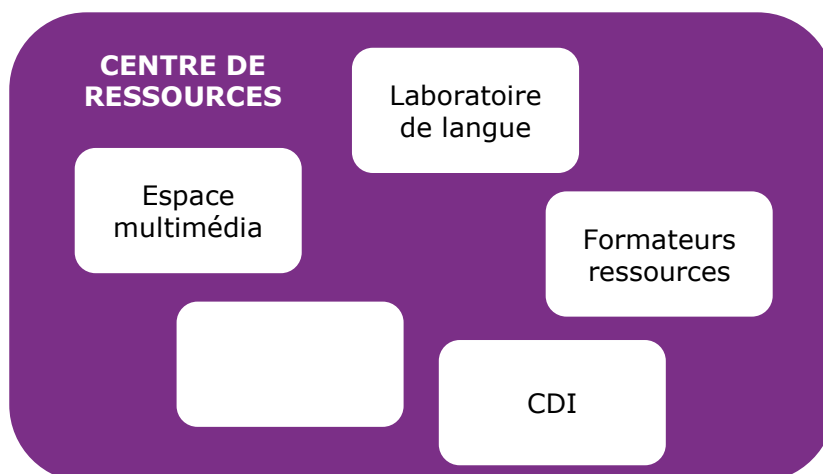 CENTRE DE
RESSOURCES
Laboratoire
de langue
Espace
multimédia
Formateurs
ressources
CDI